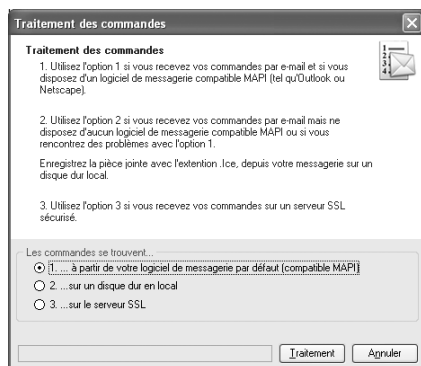 Traitement des commandes
Traitement des commandes
1. Utilisez l'option 1 si vous recevez vos commandes par e-mail et si vous
disposez d'un logiciel de messagerie compatible MAPI (tel qu'Outlook ou
Netscape).
2. Utilisez l'option 2 si vous recevez vos commandes par e-mail mais ne
disposez d'aucun logiciel de messagerie compatible MAPI ou si vous
rencontrez des problèmes avec l'option 1.
Enregistrez la pièce jointe avec l'extention .Ice, depuis votre messagerie sur un
disque dur local.
3. Utilisez l'option 3 si vous recevez vos commandes sur un serveur SSL
sécurisé.
Les commandes se trouvent...
1. ... à partir de votre logiciel de messagerie par défaut (compatible MAPI)
2. ...sur un disque dur en local
3. ...sur le serveur SSL
Traitement Annuler